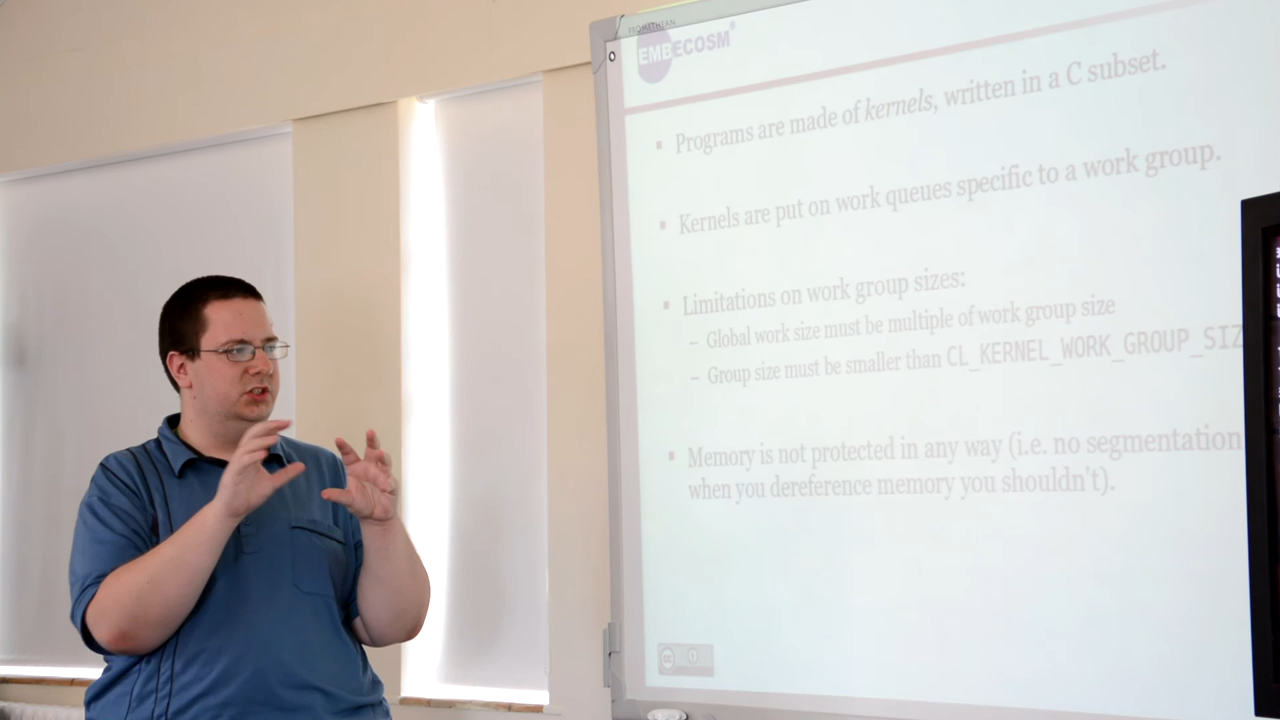 PROMETHEAN
EMBECOSM®
Programs are made of kernels, written in a C subset.
Kernels are put on work queues specific to a work group.
Limitations on work group sizes:
– Global work size must be multiple of work group size
– Group size must be smaller than CL_KERNEL_WORK_GROUP_SIZ
Memory is not protected in any way (i.e. no segmentation
when you dereference memory you shouldn't).
cc